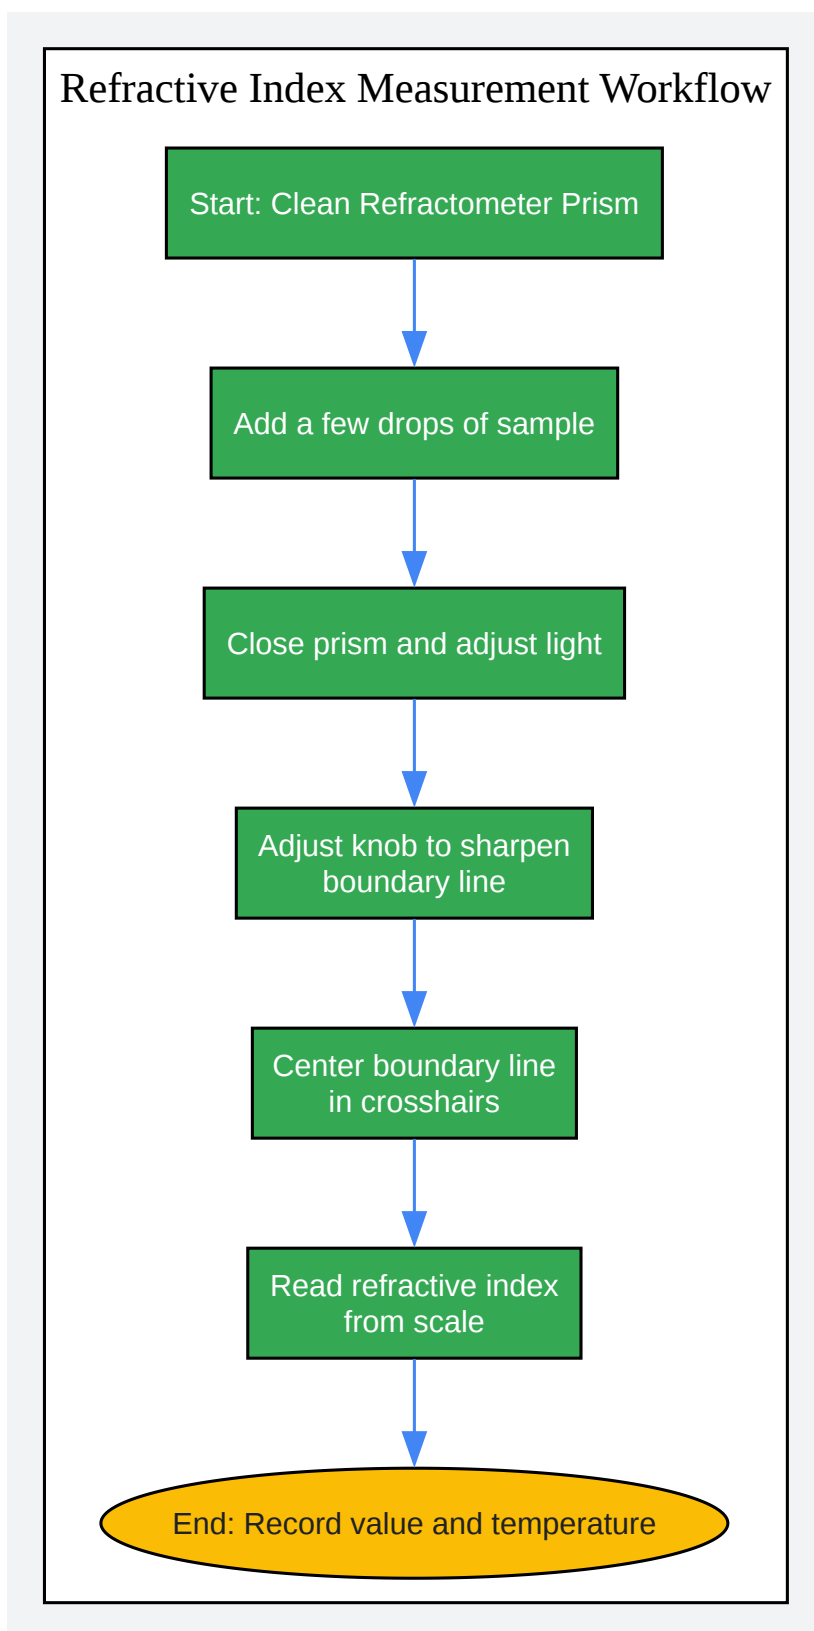 Refractive Index Measurement Workflow
Start: Clean Refractometer Prism
Add a few drops of sample
Close prism and adjust light
Adjust knob to sharpen
boundary line
Center boundary line
in crosshairs
Read refractive index
from scale
End: Record value and temperature